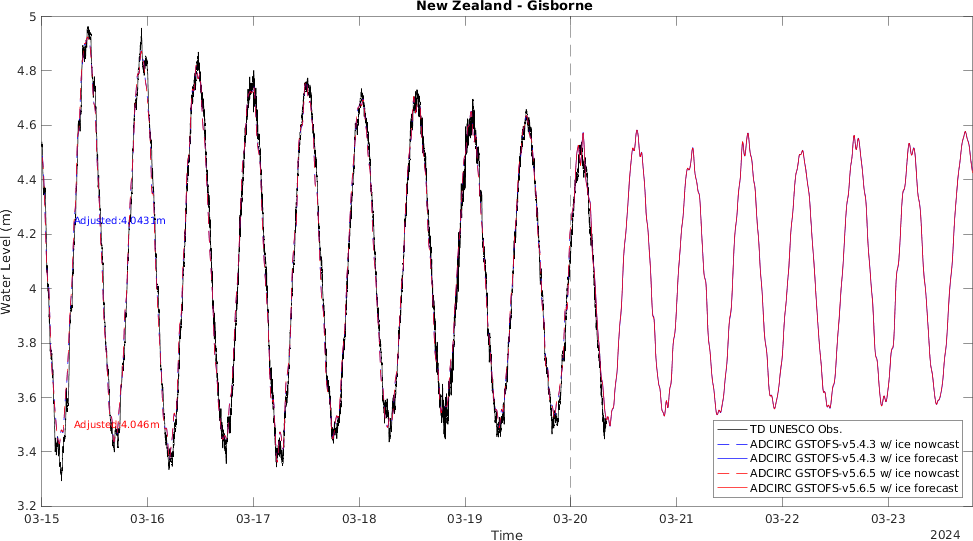 New Zealand - Gisborne
5
4.8
4.6
4.4
4.2
4
3.8
3.6
3.4
3.2
Water Level (m)
Adjusted:4.0431m
Adjusted:4.046m
TD UNESCO Obs.
ADCIRC GSTOFS-v5.4.3 w/ ice nowcast
ADCIRC GSTOFS-v5.4.3 w/ ice forecast
ADCIRC GSTOFS-v5.6.5 w/ ice nowcast
ADCIRC GSTOFS-v5.6.5 w/ ice forecast
03-15 03-16 03-17 03-18 03-19 03-20 03-21 03-22 03-23
Time
2024